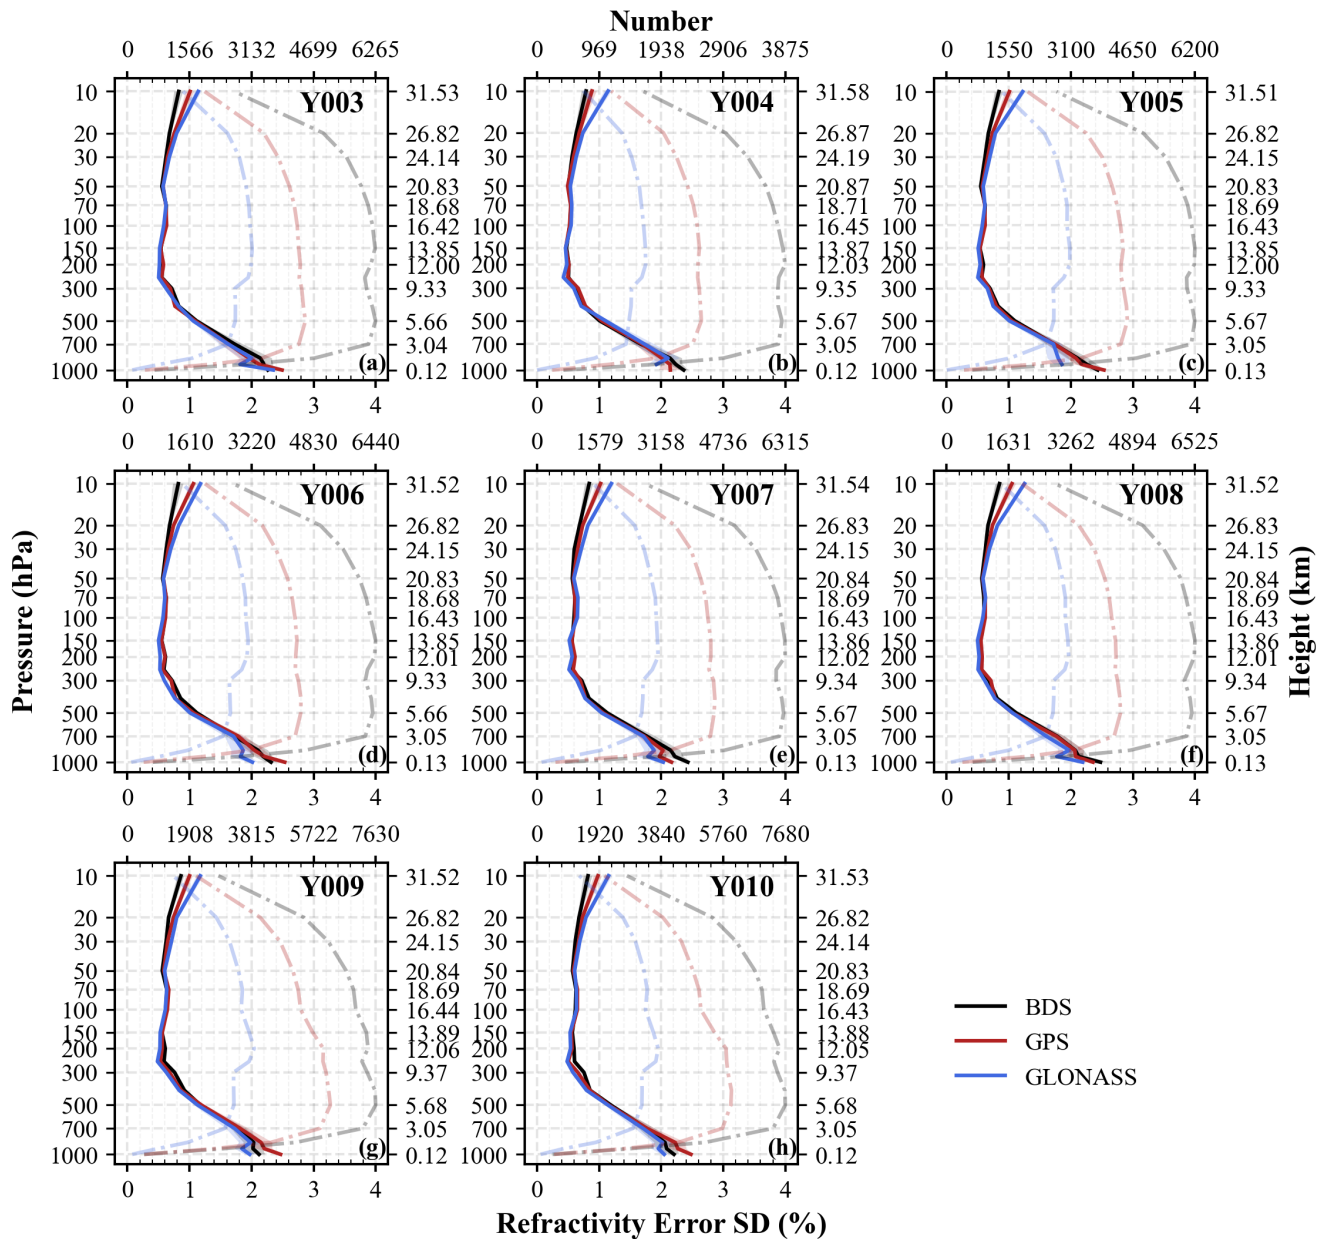 Number
0 1566 3132 4699 6265 0 969 1938 2906 3875 0 1550 3100 4650 6200
10 Y003 31.53 10 Y004 31.58 10 Y005 31.51
20 26.82 20 26.87 20 26.82
30 24.14 30 24.19 30 24.15
50 20.83 50 20.87 50 20.83
70 18.68 70 18.71 70 18.69
100 16.42 100 16.45 100 16.43
150 13.85 150 13.87 150 13.85
200 12.00 200 12.03 200 12.00
300 9.33 300 9.35 300 9.33
500 5.66 500 5.67 500 5.66
700 3.04 700 3.05 700 3.05
1000 (a) 0.12 1000 (b) 0.12 1000 (c) 0.13
0 1 2 3 4 0 1 2 3 4 0 1 2 3 4
0 1610 3220 4830 6440 0 1579 3158 4736 6315 0 1631 3262 4894 6525
10 Y006 31.52 10 Y007 31.54 10 Y008 31.52
20 26.82 20 26.83 20 26.83
30 24.15 30 24.15 30 24.15
50 20.83 50 20.84 50 20.84
70 18.68 70 18.69 70 18.69
100 16.43 100 16.43 100 16.43
150 13.85 150 13.86 150 13.86
200 12.01 200 12.02 200 12.01
300 9.33 300 9.34 300 9.34
500 5.66 500 5.67 500 5.67
700 3.05 700 3.05 700 3.05
1000 (d) 0.13 1000 (e) 0.13 1000 (f) 0.13
0 1 2 3 4 0 1 2 3 4 0 1 2 3 4
Pressure (hPa)
Height (km)
0 1908 3815 5722 7630 0 1920 3840 5760 7680
10 Y009 31.52 10 Y010 31.53
20 26.82 20 26.82
30 24.15 30 24.14
50 20.84 50 20.83
70 18.69 70 18.69
100 16.44 100 16.43
150 13.89 150 13.88
200 12.06 200 12.05
300 9.37 300 9.37
500 5.68 500 5.68
700 3.05 700 3.05
1000 (g) 0.12 1000 (h) 0.12
0 1 2 3 4 0 1 2 3 4
BDS
GPS
GLONASS
Refractivity Error SD (%)